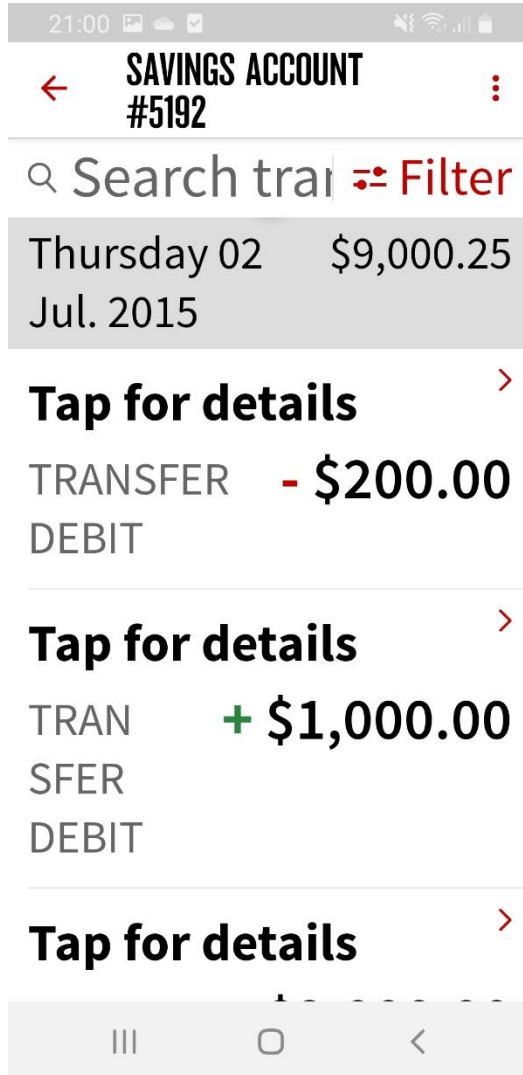 21:00
SAVINGS ACCOUNT
#5192
Search Filter
Thursday 02 $9,000.25
Jul. 2015
Tap for details
TRANSFER - $200.00
DEBIT
Tap for details
TRAN + $1,000.00
SFER
DEBIT
Tap for details